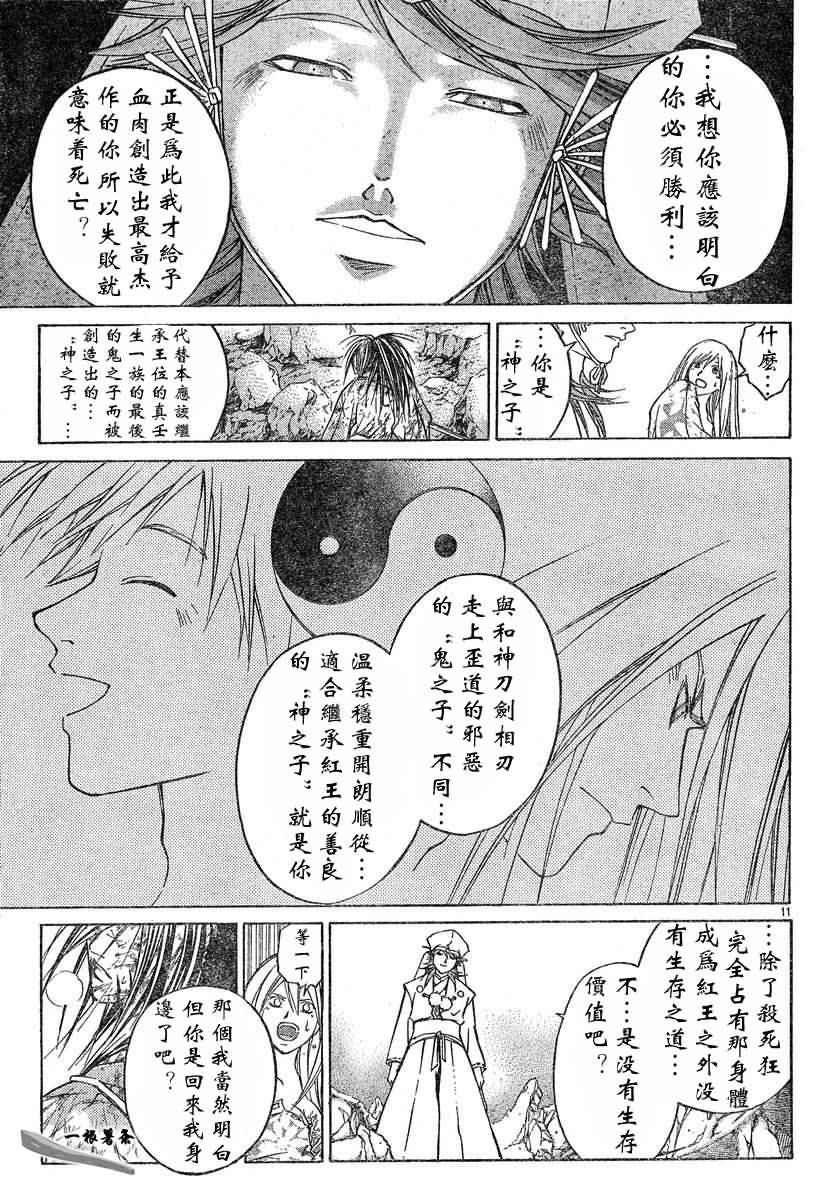 …我想你應該明白
的你必須勝利…
正是爲此我才給予
血肉創造出最高杰
作的你所以失敗就
意味着死亡？
什麽…
…你是
“神之子”
代替本應該繼
承王位的真壬
生一族的最後
的鬼之子而被
創造出的…
“神之子”…
與和神刀劍相刃
走上歪道的邪惡
的“鬼之子”不同…
溫柔穩重開朗順從…
適合繼承紅王的善良
的“神之子”就是你
11
…除了殺死狂
完全占有那身體
成爲紅王之外没
有生存之道…
不…是没有生存
價值吧？
等一下
那個我當然明白
但你是回來我身
邊了吧？
一根薯条